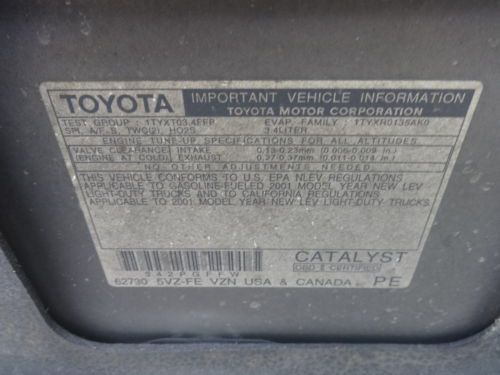 TOYOTA
IMPORTANT VEHICLE INFORMATION
TOYOTA MOTOR CORPORATION
TEST GROUP : 1TYXT03.4FFP EVAP. FAMILY : 1TYXR0135AK0
SFI, A/F S, TWC(2), HO2S 3.4LITER
ENGINE TUNE-UP SPECIFICATIONS FOR ALL ALTITUDES
VALVE CLEARANCE) INTAKE 0.13-0.23mm (0.006-0.009 in.)
(ENGINE AT COLD) EXHAUST 0.27-0.37mm (0.011-0.014 in.)
NO OTHER ADJUSTMENTS NEEDED.
THIS VEHICLE CONFORMS TO U.S. EPA NLEV REGULATIONS
APPLICABLE TO GASOLINE-FUELED 2001 MODEL YEAR NEW LEV
LIGHT-DUTY TRUCKS AND TO CALIFORNIA REGULATIONS
APPLICABLE TO 2001 MODEL YEAR NEW LEV LIGHT-DUTY TRUCKS.
CATALYST
OBD-II CERTIFIED
62730 5VZ-FE VZN USA & CANADA PE